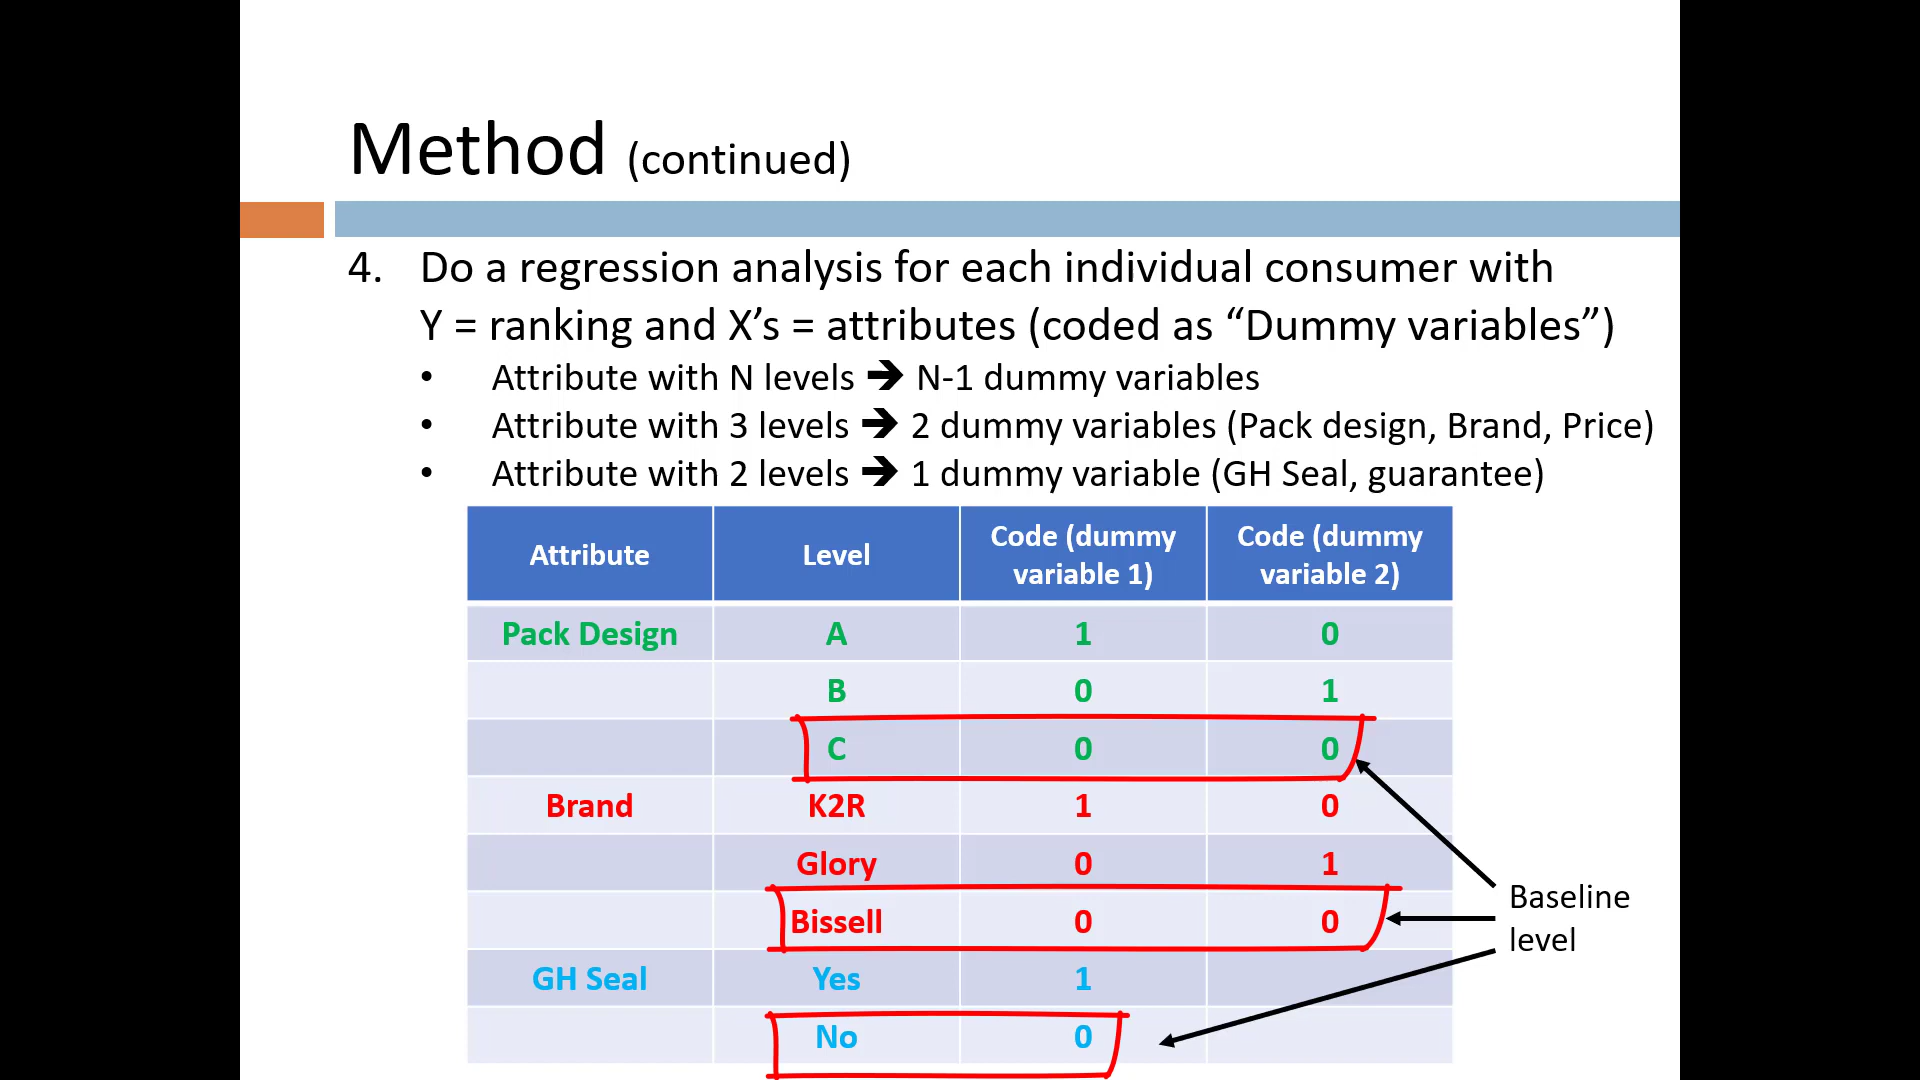 Method (continued)
4. Do a regression analysis for each individual consumer with
Y = ranking and X’s = attributes (coded as “Dummy variables”)
• Attribute with N levels ➔ N-1 dummy variables
• Attribute with 3 levels ➔ 2 dummy variables (Pack design, Brand, Price)
• Attribute with 2 levels ➔ 1 dummy variable (GH Seal, guarantee)
Attribute Level Code (dummy variable 1) Code (dummy variable 2)
Pack Design A 1 0
B 0 1
C 0 0
Brand K2R 1 0
Glory 0 1
Bissell 0 0
GH Seal Yes 1
No 0
Baseline
level